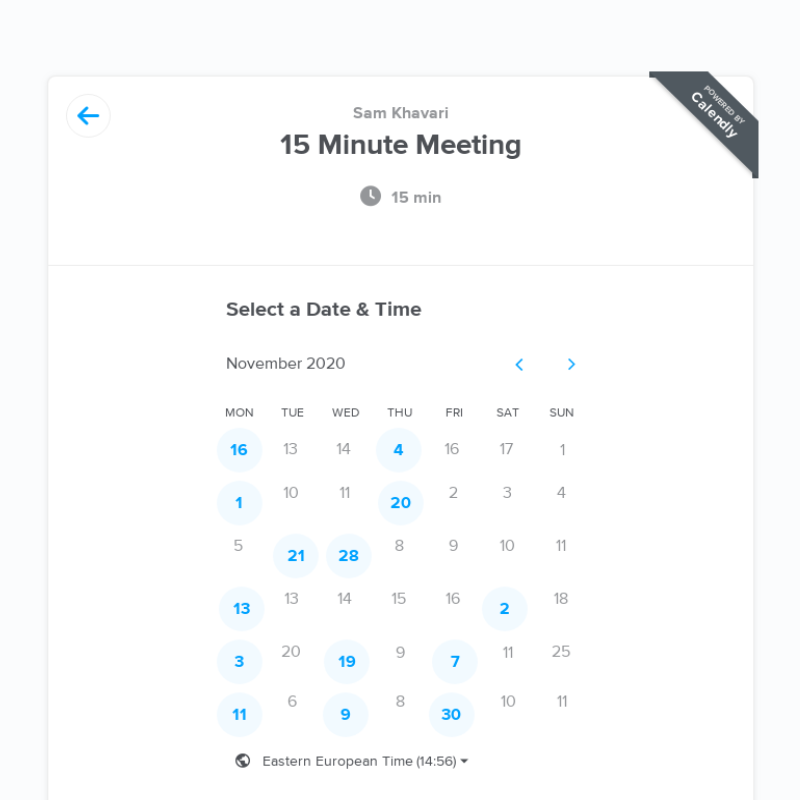 Sam Khavari
POWERED BY
Calendly
15 Minute Meeting
15 min
Select a Date & Time
November 2020
MON TUE WED THU FRI SAT SUN
16 13 14 4 16 17 1
1 10 11 20 2 3 4
5 21 28 8 9 10 11
13 13 14 15 16 2 18
3 20 19 9 7 11 25
11 6 9 8 30 10 11
Eastern European Time (14:56)